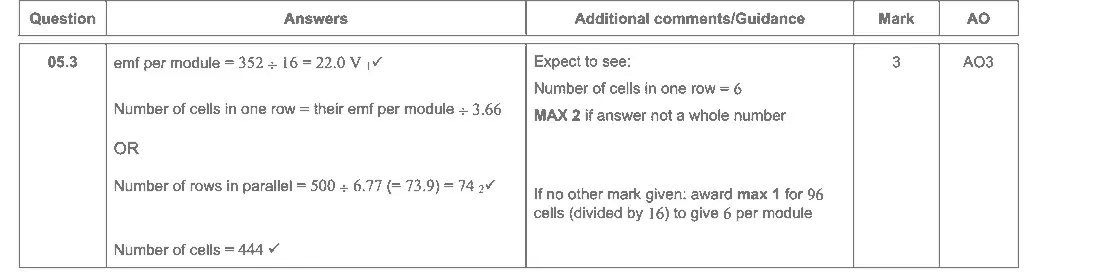 Question Answers Additional comments/Guidance Mark AO
05.3 emf per module = 352 ÷ 16 = 22.0 V 1✓ Expect to see: 3 AO3
Number of cells in one row = 6
Number of cells in one row = their emf per module ÷ 3.66
MAX 2 if answer not a whole number
OR
Number of rows in parallel = 500 ÷ 6.77 (= 73.9) = 74 2✓
If no other mark given: award max 1 for 96
cells (divided by 16) to give 6 per module
Number of cells = 444 ✓